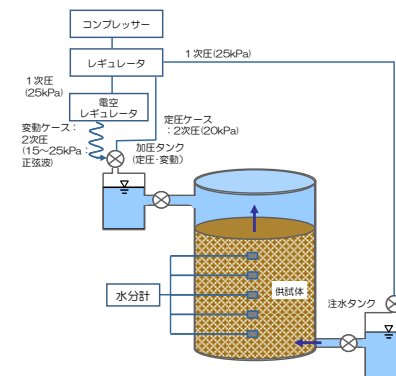 コンプレッサー
レギュレータ
1次圧(25kPa)
1次圧
(25kPa)
電空
レギュレータ
変動ケース：
2次圧
(15～25kPa：
正弦波)
定圧ケース
：2次圧(20kPa)
加圧タンク
(定圧・変動)
水分計
供試体
注水タンク